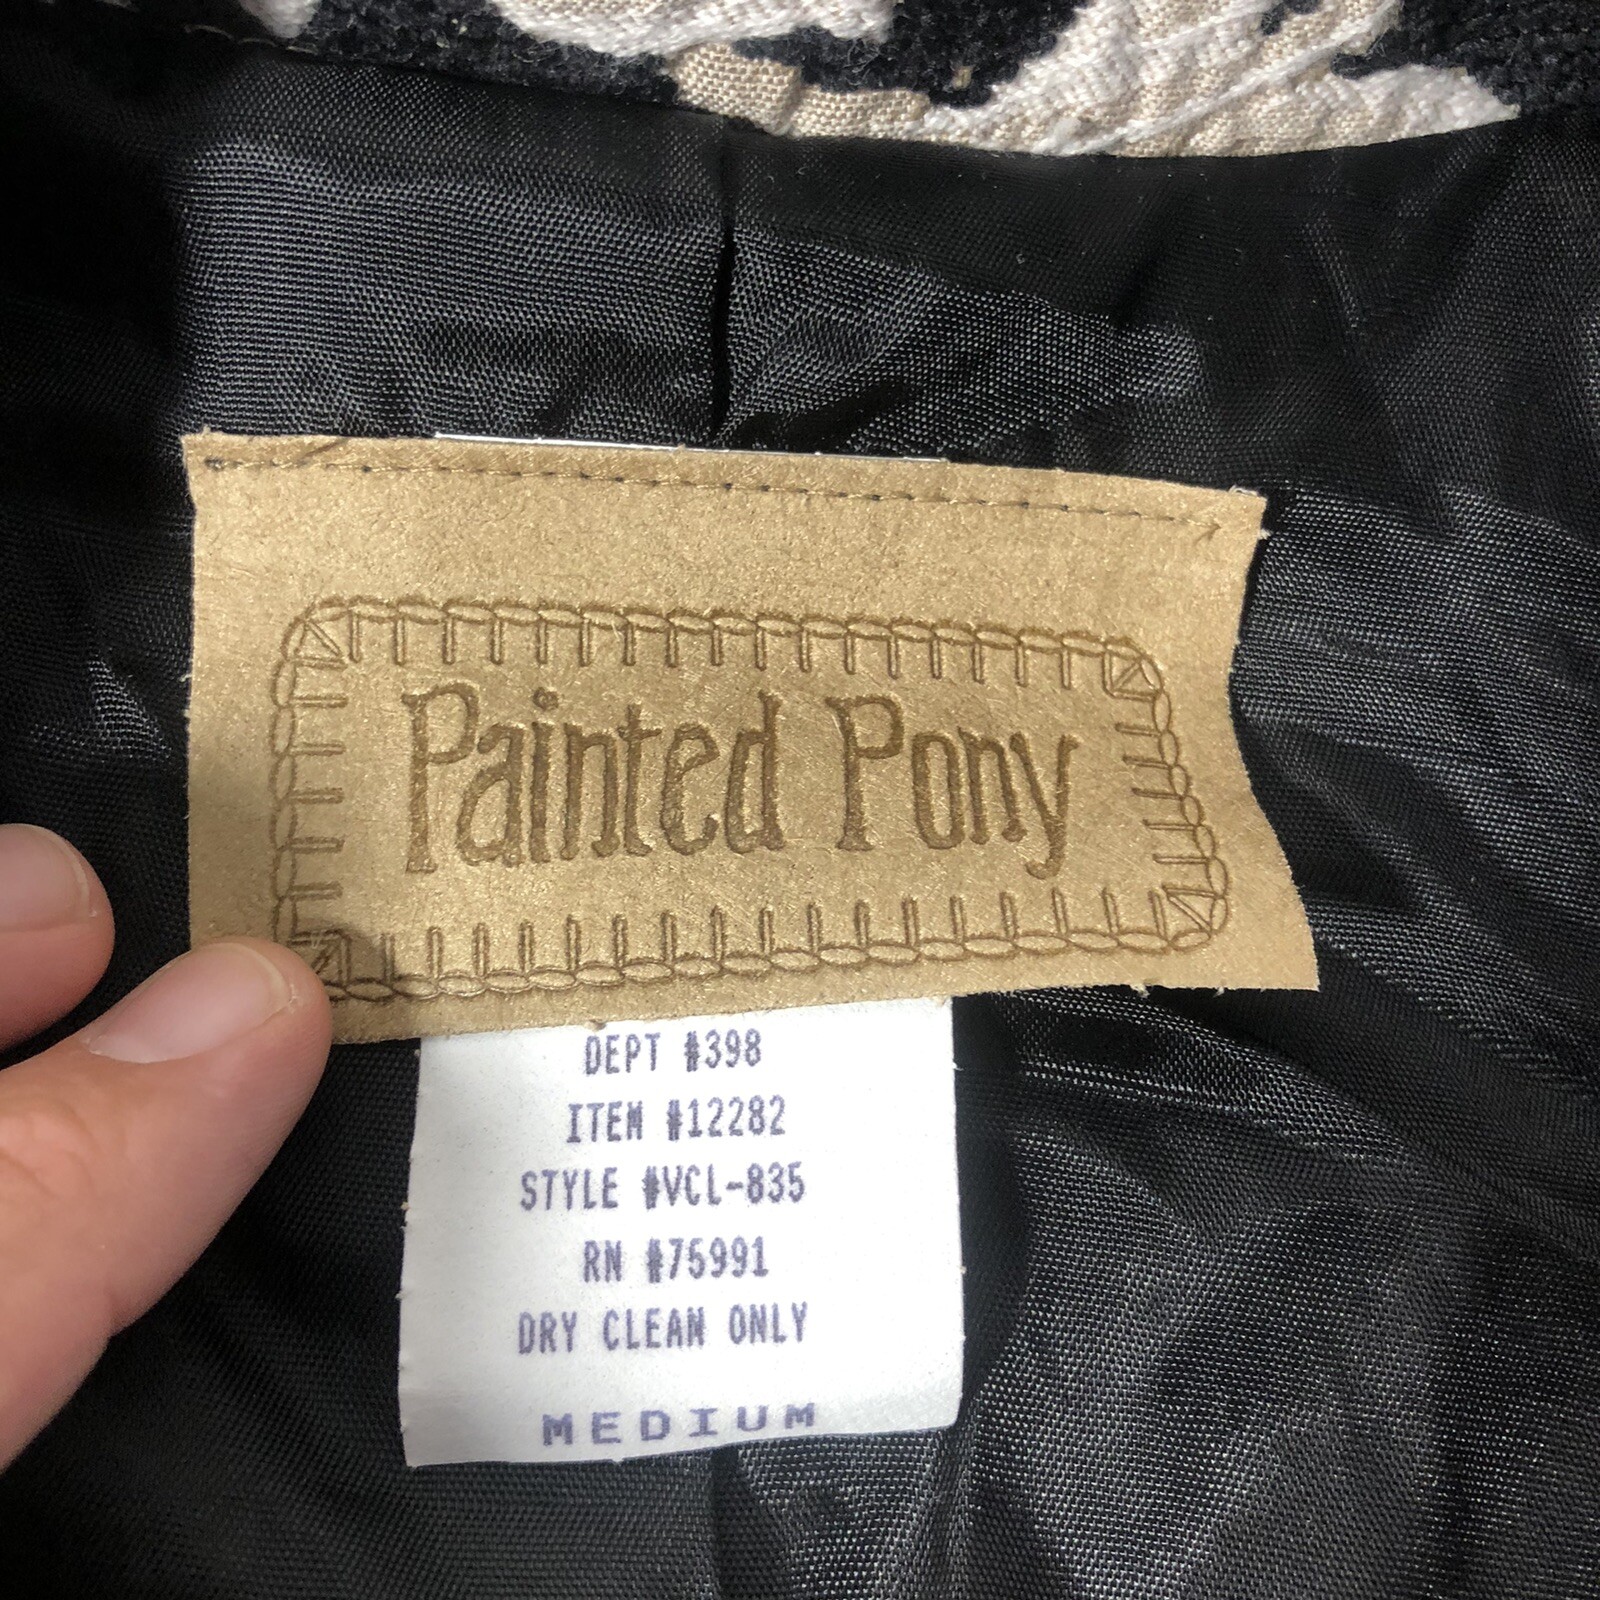 Painted Pony
DEPT #398
ITEM #12282
STYLE #VCL-835
RN #75991
DRY CLEAN ONLY
MEDIUM